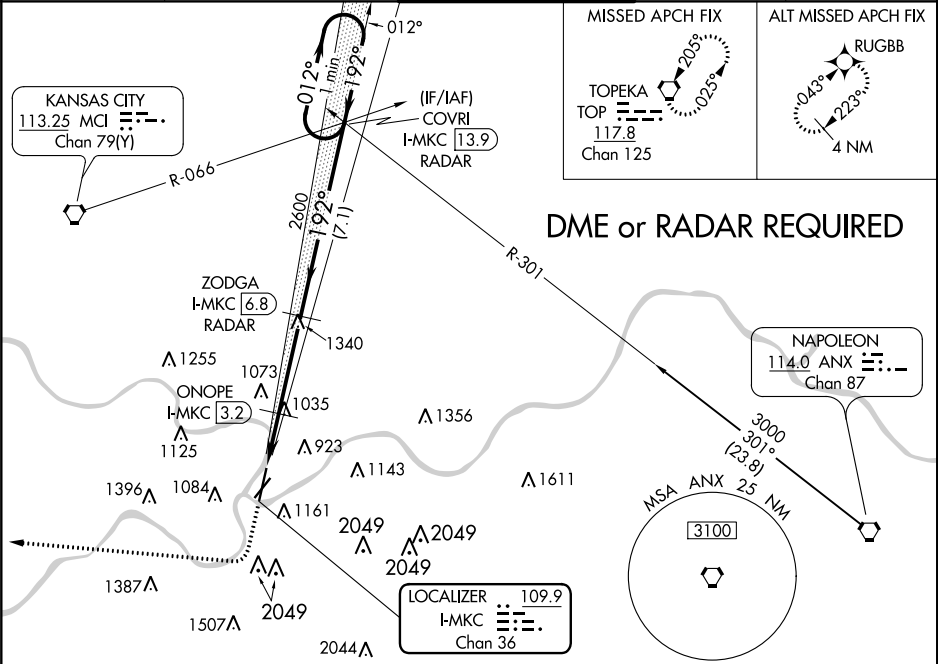 MISSED APCH FIX
205°
025°
TOPEKA
TOP
117.8
Chan 125
ALT MISSED APCH FIX
RUGBB
043°
223°
4 NM
012°
012°
1 min
192°
KANSAS CITY
113.25 MCI
Chan 79(Y)
R-066
(IF/IAF)
COVRI
I-MKC 13.9
RADAR
2600
192°
(7.1)
DME or RADAR REQUIRED
R-301
ZODGA
I-MKC 6.8
RADAR
1340
1255
1073
ONOPE
I-MKC 3.2
1035
1356
1125
923
1143
1611
1396
1084
1161
2049
2049
2049
2049
1387
1507
2044
NAPOLEON
114.0 ANX
Chan 87
3000
301°
(23.8)
MSA ANX 25 NM
3100
LOCALIZER 109.9
I-MKC
Chan 36